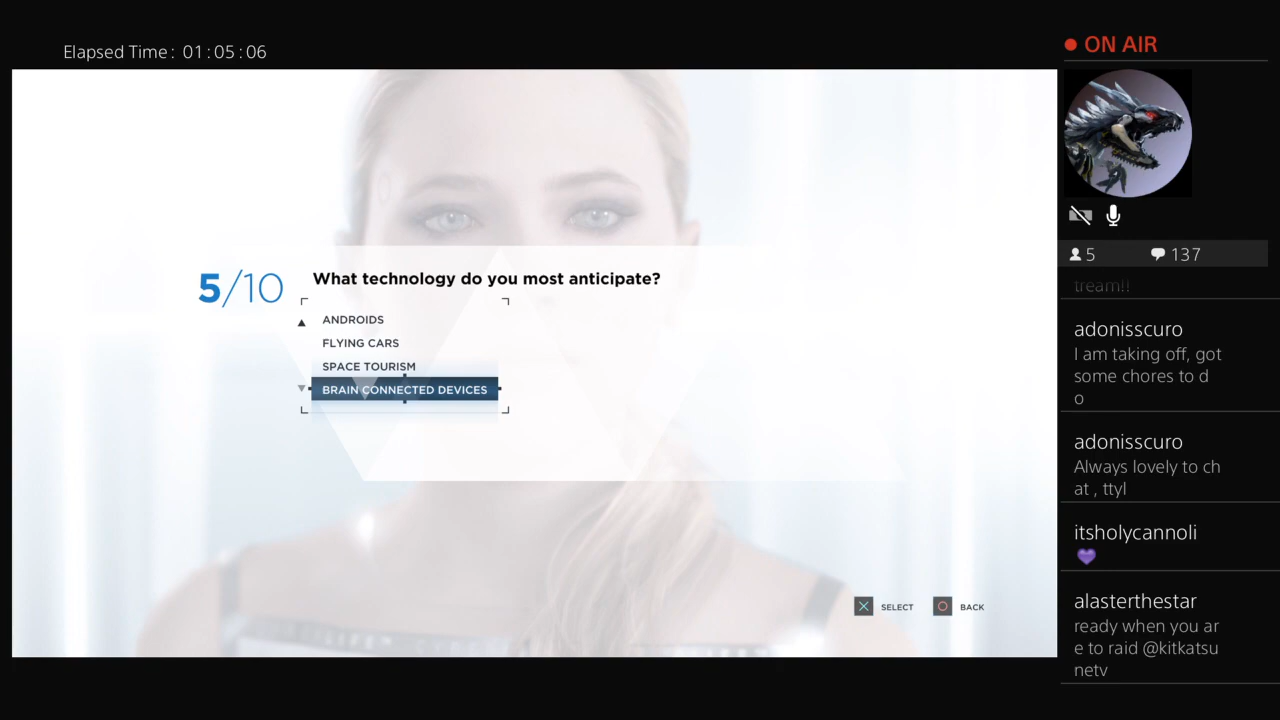 Elapsed Time: 01:05:06
ON AIR
5/10
What technology do you most anticipate?
ANDROIDS
FLYING CARS
SPACE TOURISM
BRAIN CONNECTED DEVICES
SELECT
BACK
5
137
tream!!
adonisscuro
I am taking off, got
some chores to d
o
adonisscuro
Always lovely to ch
at , ttyl
itsholycannoli
💜
alasterthestar
ready when you ar
e to raid @kitkatsu
netv